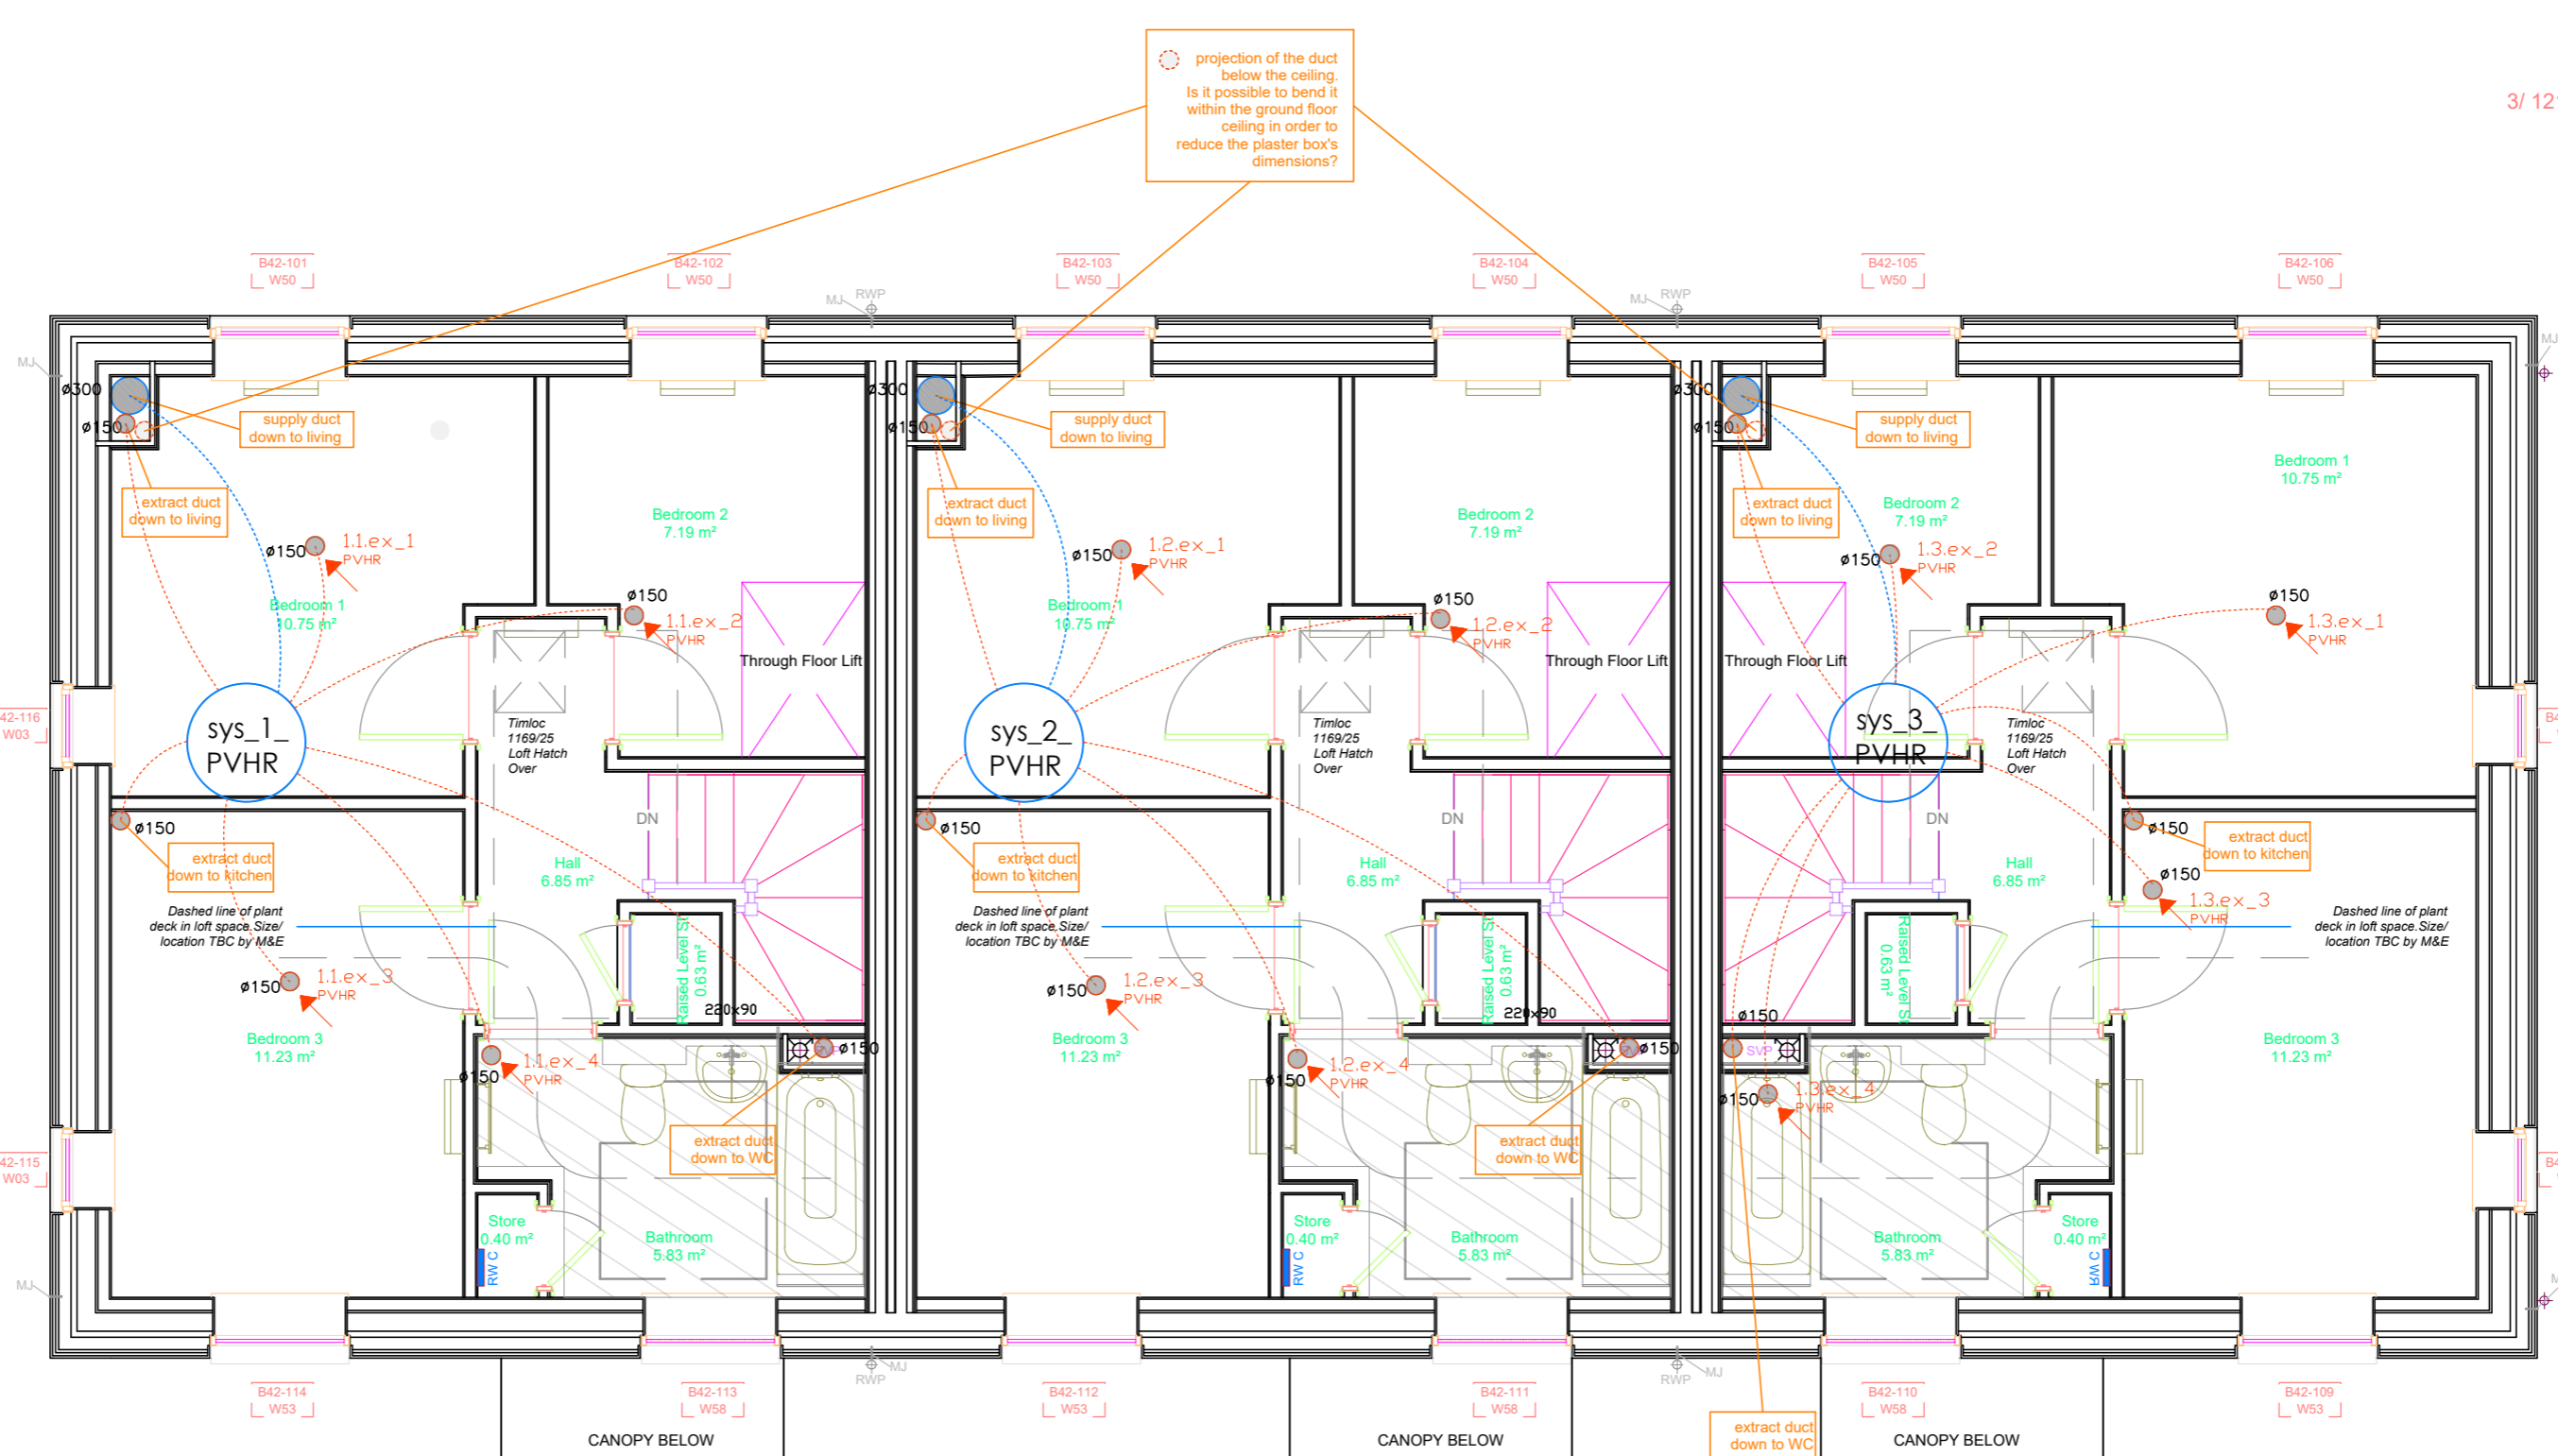 projection of the duct
below the ceiling.
Is it possible to bend it
within the ground floor
ceiling in order to
reduce the plaster box's
dimensions?
3/ 12
B42-101
W50
B42-102
W50
B42-103
W50
B42-104
W50
B42-105
W50
B42-106
W50
MJ
RWP
MJ
RWP
MJ
MJ
ø300
ø150
supply duct
down to living
ø300
ø150
supply duct
down to living
ø300
ø150
supply duct
down to living
extract duct
down to living
extract duct
down to living
extract duct
down to living
Bedroom 2
7.19 m²
Bedroom 2
7.19 m²
Bedroom 2
7.19 m²
Bedroom 1
10.75 m²
ø150
1.1.ex_1
PVHR
ø150
1.2.ex_1
PVHR
ø150
1.3.ex_2
PVHR
Bedroom 1
10.75 m²
ø150
1.1.ex_2
PVHR
Bedroom 1
10.75 m²
ø150
1.2.ex_2
PVHR
ø150
1.3.ex_1
PVHR
Through Floor Lift
Through Floor Lift
Through Floor Lift
42-116
W03
sys_1_
PVHR
Timloc
1169/25
Loft Hatch
Over
sys_2_
PVHR
Timloc
1169/25
Loft Hatch
Over
sys_3_
PVHR
Timloc
1169/25
Loft Hatch
Over
ø150
extract duct
down to kitchen
DN
ø150
extract duct
down to kitchen
DN
DN
ø150
extract duct
down to kitchen
Hall
6.85 m²
Hall
6.85 m²
Hall
6.85 m²
ø150
1.3.ex_3
PVHR
Dashed line of plant
deck in loft space.Size/
location TBC by M&E
Dashed line of plant
deck in loft space.Size/
location TBC by M&E
Dashed line of plant
deck in loft space.Size/
location TBC by M&E
Raised Level St
0.63 m²
Raised Level St
0.63 m²
Raised Level St
0.63 m²
ø150
1.1.ex_3
PVHR
ø150
1.2.ex_3
PVHR
220x90
220x90
ø150
Bedroom 3
11.23 m²
Bedroom 3
11.23 m²
Bedroom 3
11.23 m²
ø150
1.1.ex_4
PVHR
ø150
ø150
1.2.ex_4
PVHR
ø150
SVP
ø150
1.3.ex_4
PVHR
extract duct
down to WC
extract duct
down to WC
42-115
W03
Store
0.40 m²
RW C
Bathroom
5.83 m²
Store
0.40 m²
RW C
Bathroom
5.83 m²
Bathroom
5.83 m²
Store
0.40 m²
RW C
MJ
RWP
MJ
RWP
MJ
B42-114
W53
B42-113
W58
B42-112
W53
B42-111
W58
B42-110
W58
B42-109
W53
extract duct
down to WC
CANOPY BELOW
CANOPY BELOW
CANOPY BELOW